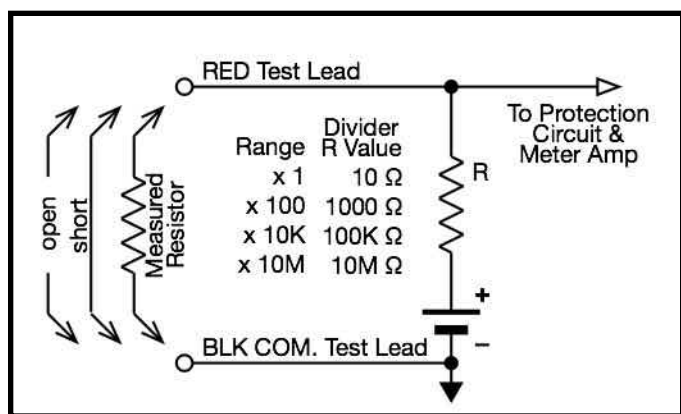 RED Test Lead
To Protection
Circuit &
Meter Amp
Divider
Range R Value
x 1 10 Ω
x 100 1000 Ω
x 10K 100K Ω
x 10M 10M Ω
R
open
short
Measured
Resistor
+
−
BLK COM. Test Lead